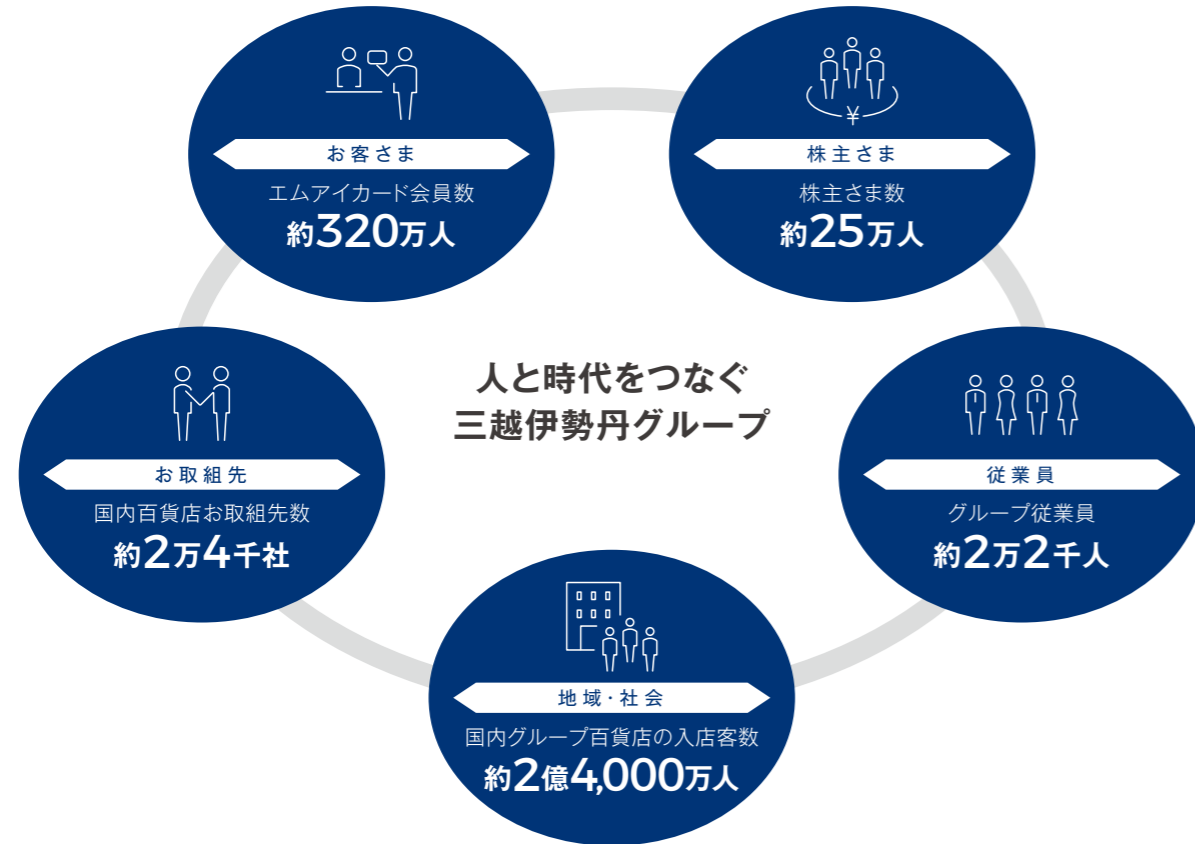 お客さま
エムアイカード会員数
約320万人
¥
株主さま
株主さま数
約25万人
人と時代をつなぐ
三越伊勢丹グループ
お取組先
国内百貨店お取組先数
約2万4千社
従業員
グループ従業員
約2万2千人
地域・社会
国内グループ百貨店の入店客数
約2億4,000万人